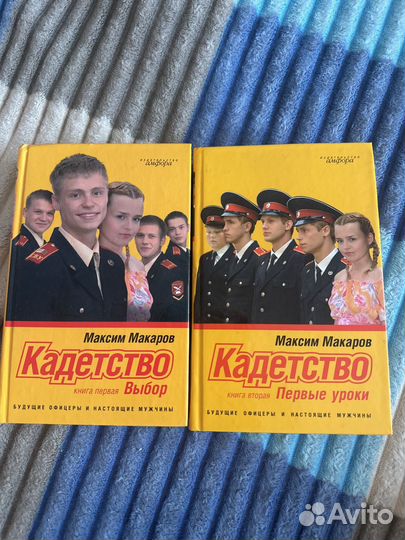 ИЗДАТЕЛЬСТВО
амфора
Максим Макаров
Кадетство
книга первая Выбор
БУДУЩИЕ ОФИЦЕРЫ И НАСТОЯЩИЕ МУЖЧИНЫ
ИЗДАТЕЛЬСТВО
амфора
Максим Макаров
Кадетство
книга вторая Первые уроки
БУДУЩИЕ ОФИЦЕРЫ И НАСТОЯЩИЕ МУЖЧИНЫ
Avito